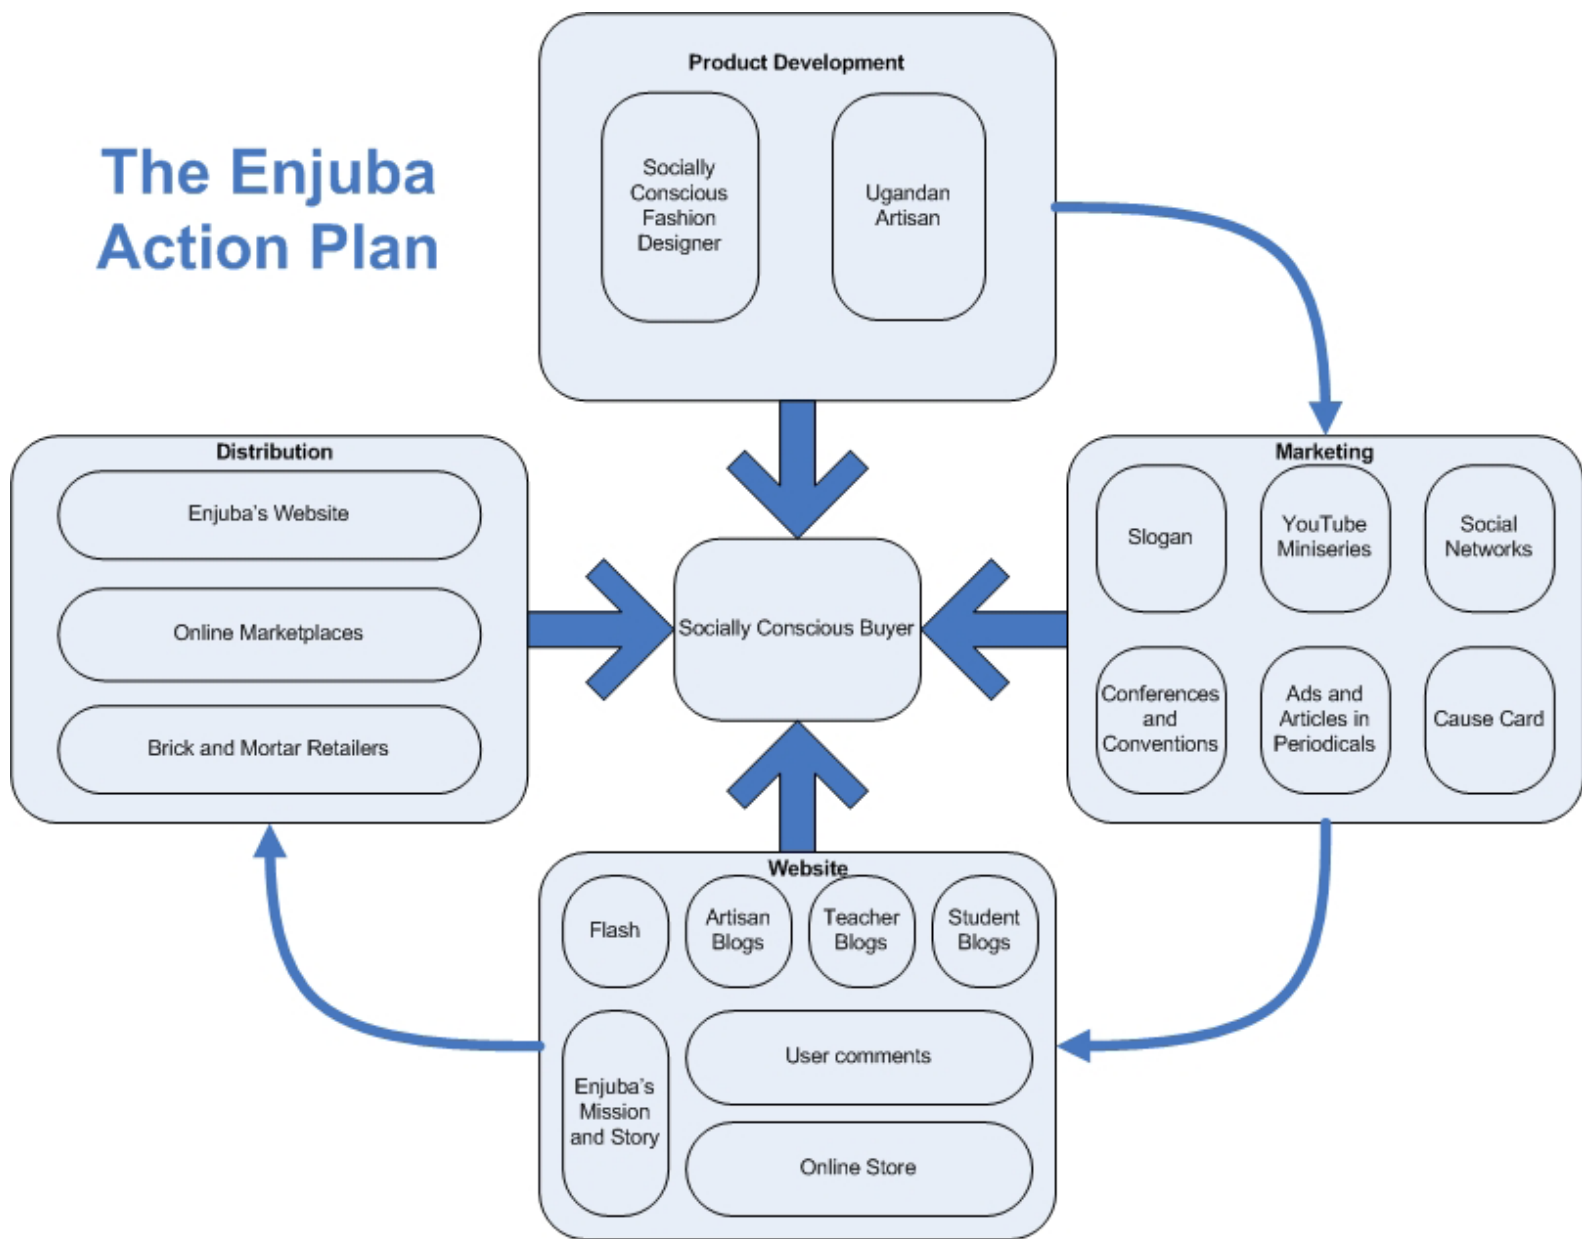 The Enjuba
Action Plan
Product Development
Socially
Conscious
Fashion
Designer
Ugandan
Artisan
Distribution
Enjuba's Website
Online Marketplaces
Brick and Mortar Retailers
Socially Conscious Buyer
Marketing
Slogan
YouTube
Miniseries
Social
Networks
Conferences
and
Conventions
Ads and
Articles in
Periodicals
Cause Card
Website
Flash
Artisan
Blogs
Teacher
Blogs
Student
Blogs
Enjuba's
Mission
and Story
User comments
Online Store